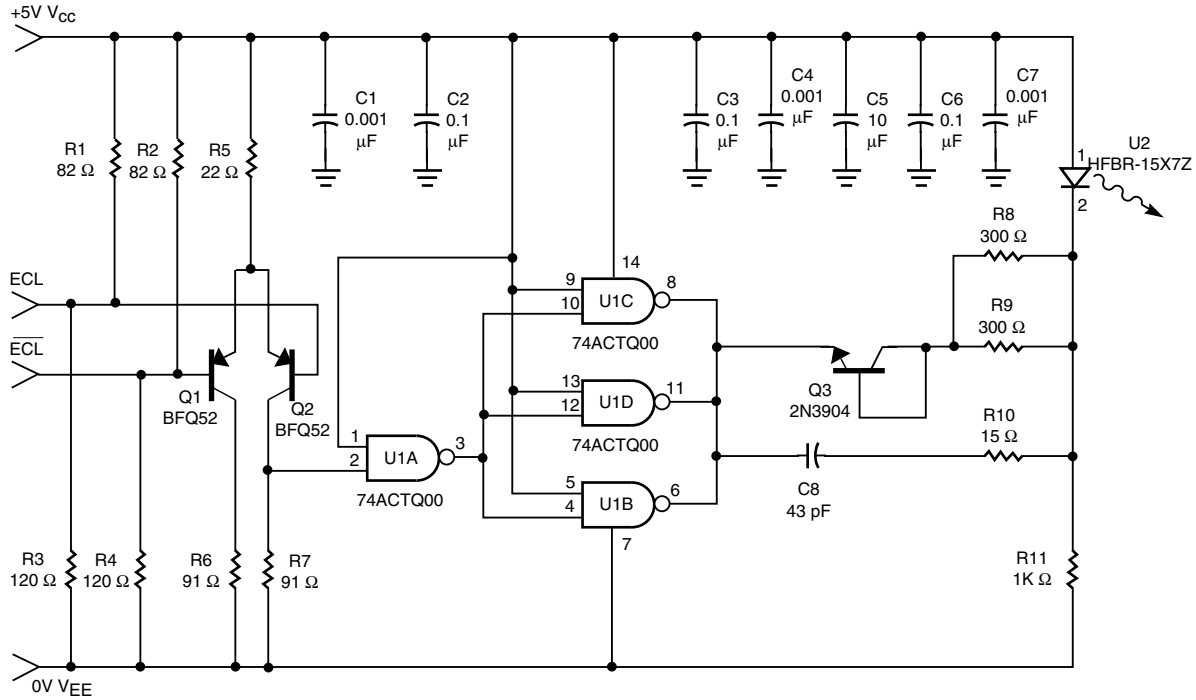 +5V VCC
R1
82 Ω
R2
82 Ω
R5
22 Ω
C1
0.001
μF
C2
0.1
μF
C3
0.1
μF
C4
0.001
μF
C5
10
μF
C6
0.1
μF
C7
0.001
μF
1
U2
HFBR-15X7Z
2
R8
300 Ω
ECL
ECL
Q1
BFQ52
Q2
BFQ52
14
9
10
U1C
8
74ACTQ00
R9
300 Ω
13
12
U1D
11
74ACTQ00
Q3
2N3904
R10
15 Ω
1
2
U1A
3
74ACTQ00
5
4
U1B
6
7
C8
43 pF
R3
120 Ω
R4
120 Ω
R6
91 Ω
R7
91 Ω
R11
1K Ω
0V VEE